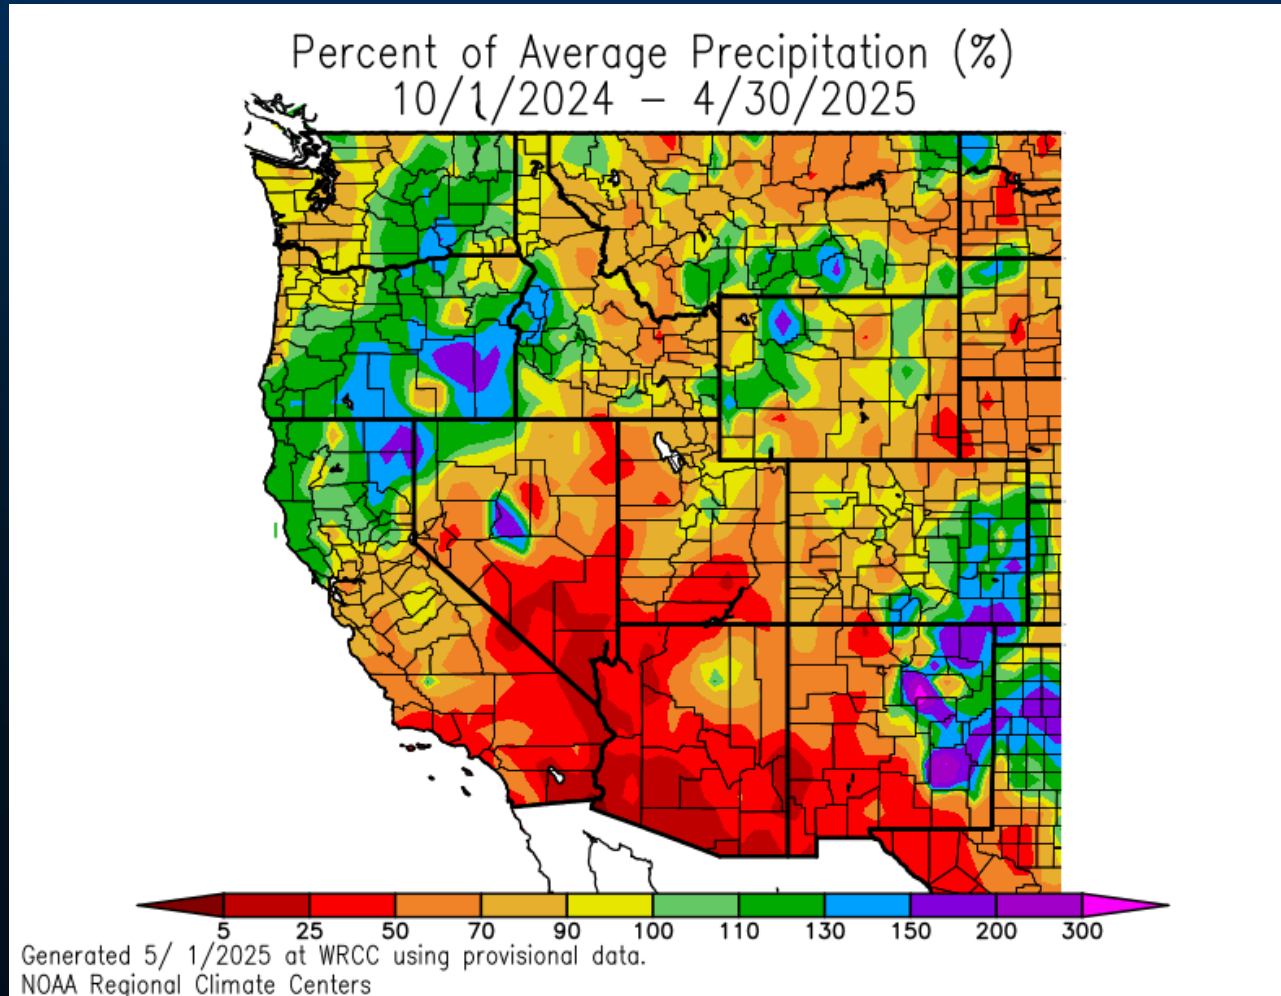 Percent of Average Precipitation (%)
10/1/2024 – 4/30/2025
5 25 50 70 90 100 110 130 150 200 300
Generated 5/ 1/2025 at WRCC using provisional data.
NOAA Regional Climate Centers